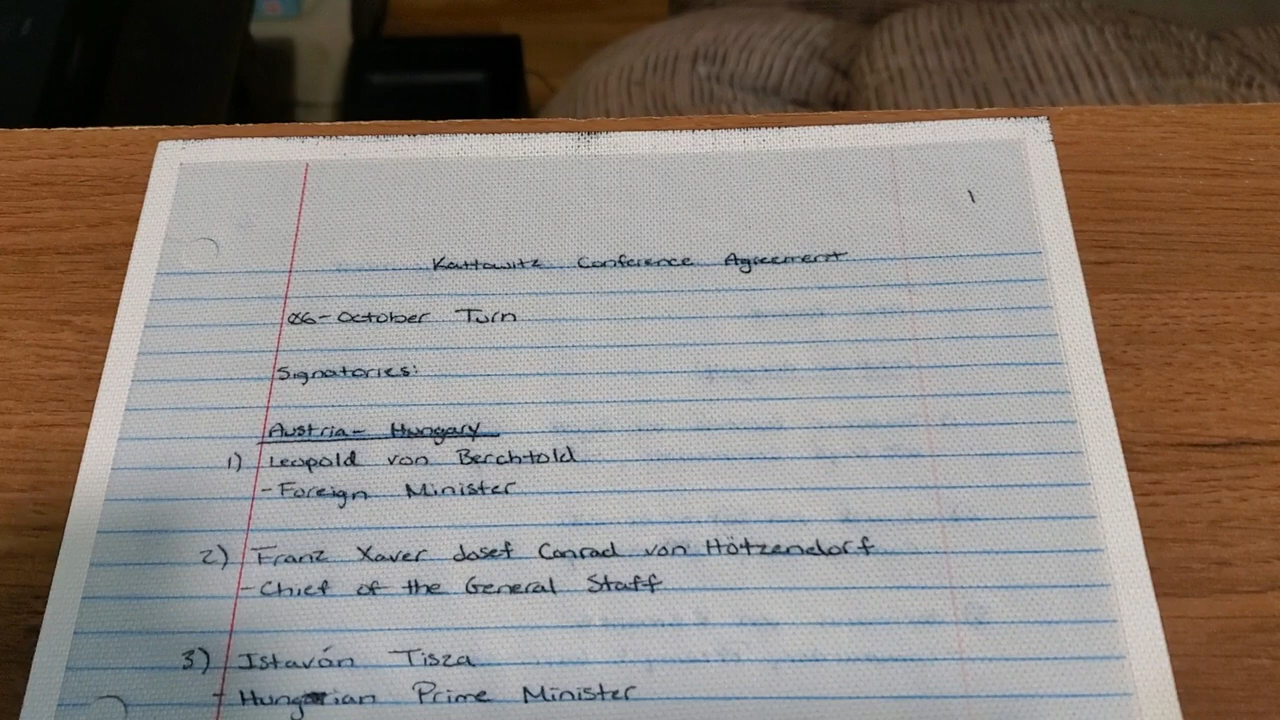 1
Kattowitz Conference Agreement
06-October Turn
Signatories:
Austria- Hungary
1) Leopold von Berchtold
- Foreign Minister
2) Franz Xaver Josef Conrad von Hötzendorf
- Chief of the General Staff
3) Istaván Tisza
- Hungarian Prime Minister